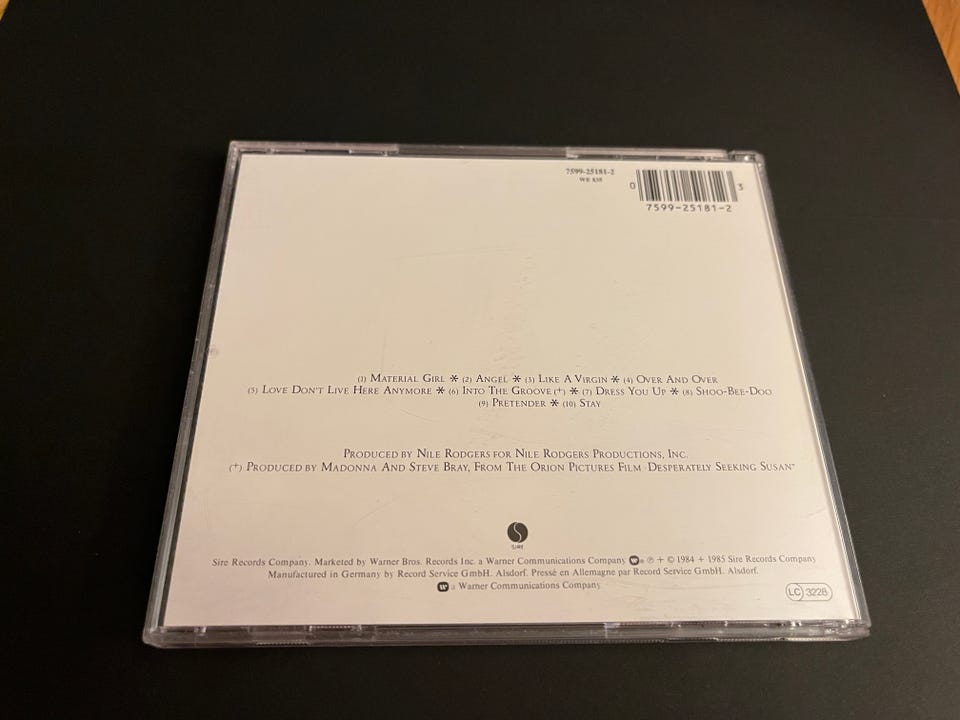 7599-25181-2
WE 835
0 3
7599-25181-2
(1) MATERIAL GIRL * (2) ANGEL * (3) LIKE A VIRGIN * (4) OVER AND OVER
(5) LOVE DON'T LIVE HERE ANYMORE * (6) INTO THE GROOVE (+) * (7) DRESS YOU UP * (8) SHOO-BEE-DOO
(9) PRETENDER * (10) STAY
PRODUCED BY NILE RODGERS FOR NILE RODGERS PRODUCTIONS, INC.
(+) PRODUCED BY MADONNA AND STEVE BRAY, FROM THE ORION PICTURES FILM "DESPERATELY SEEKING SUSAN"
SIRE
Sire Records Company. Marketed by Warner Bros. Records Inc. a Warner Communications Company ℗ + © 1984 + 1985 Sire Records Company
Manufactured in Germany by Record Service GmbH. Alsdorf. Pressé en Allemagne par Record Service GmbH. Alsdorf.
a Warner Communications Company
LC 3228